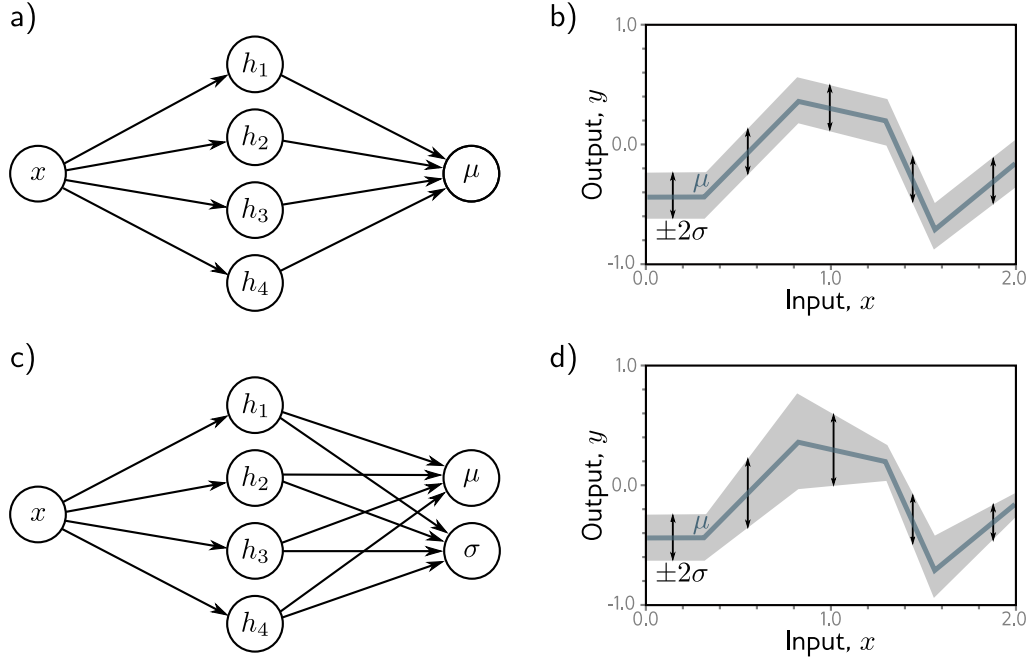 a)
x
h₁
h₂
h₃
h₄
μ
b)
Output, y
1.0
0.0
-1.0
μ
±2σ
0.0
1.0
2.0
Input, x
c)
x
h₁
h₂
h₃
h₄
μ
σ
d)
Output, y
1.0
0.0
-1.0
μ
±2σ
0.0
1.0
2.0
Input, x